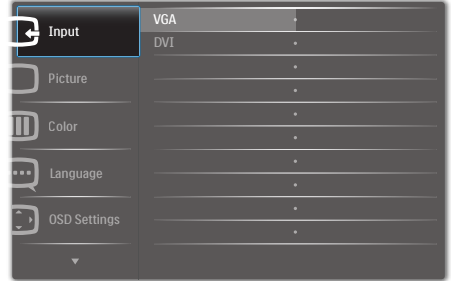 Input
VGA
DVI
Picture
Color
Language
OSD Settings